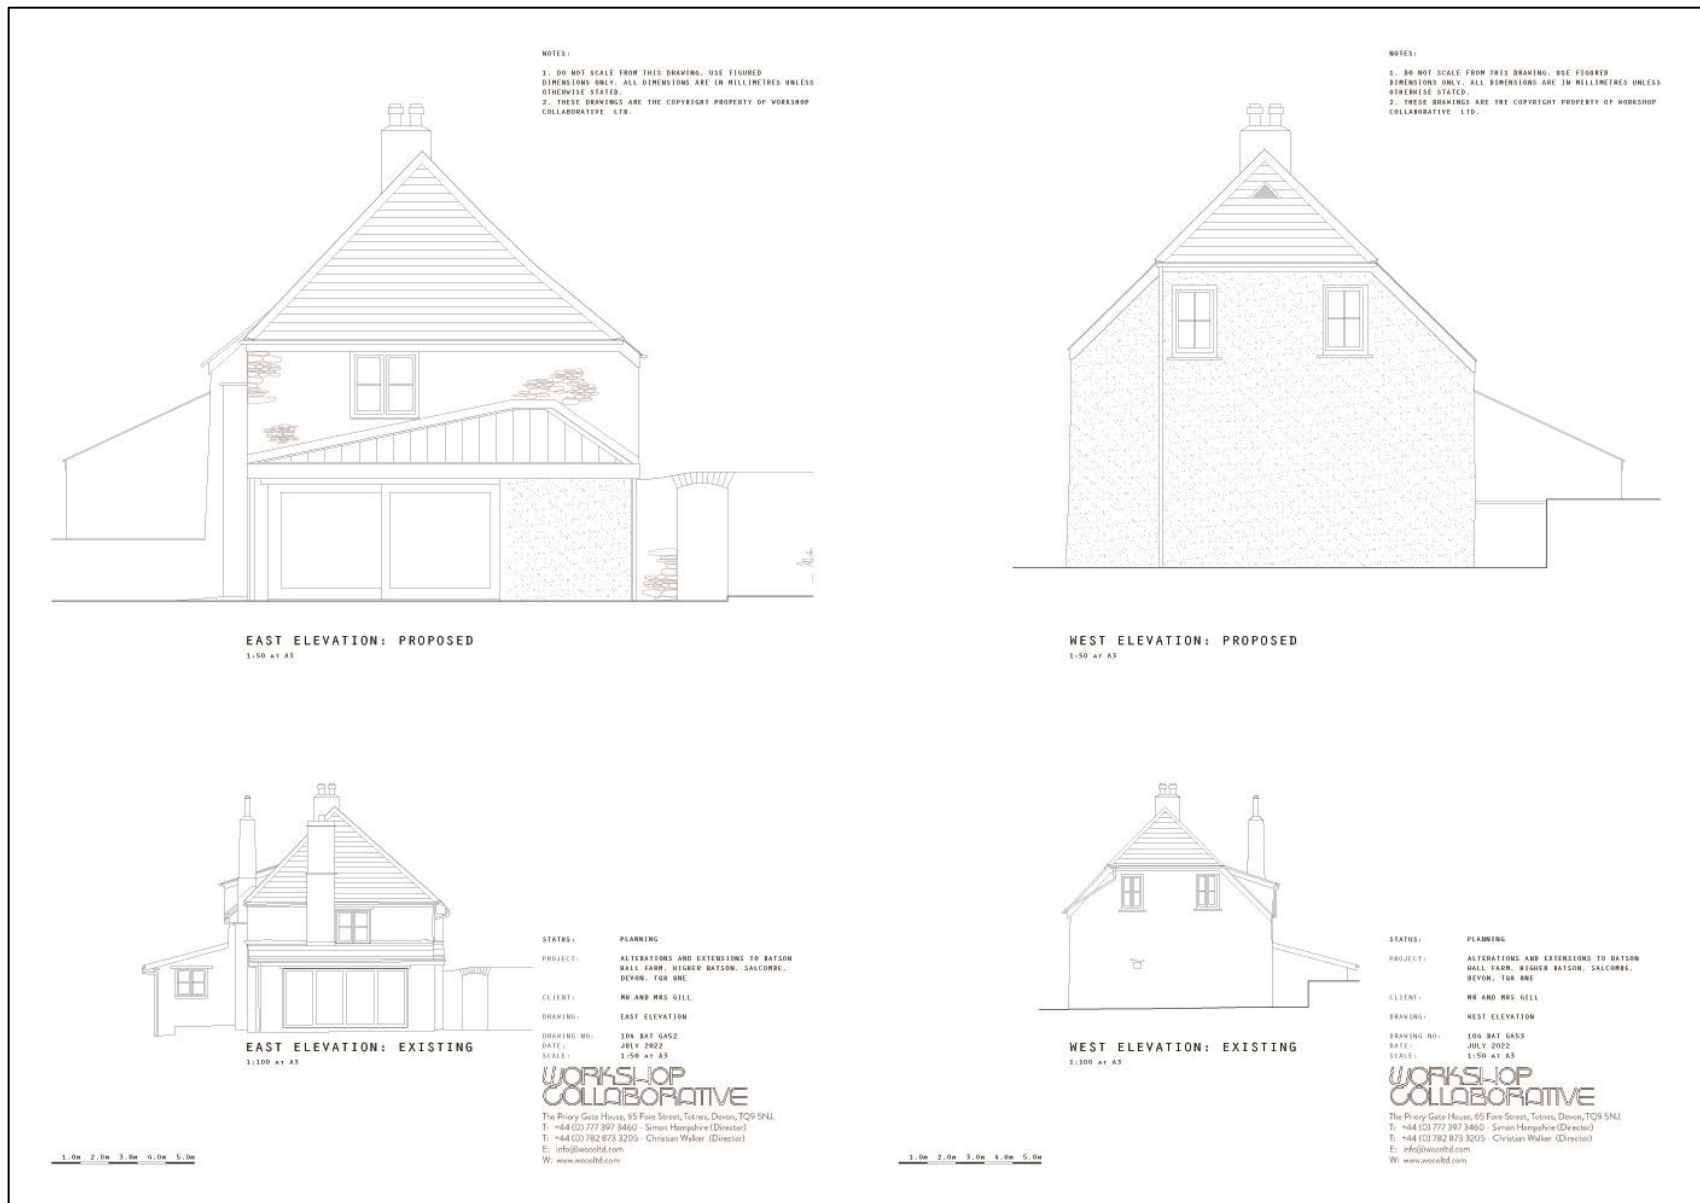 NOTES:
1. DO NOT SCALE FROM THIS DRAWING. USE FIGURED
DIMENSIONS ONLY. ALL DIMENSIONS ARE IN MILLIMETRES UNLESS
OTHERWISE STATED.
2. THESE DRAWINGS ARE THE COPYRIGHT PROPERTY OF WORKSHOP
COLLABORATIVE LTD.
EAST ELEVATION: PROPOSED
1:50 AT A3
EAST ELEVATION: EXISTING
1:100 AT A3
STATUS: PLANNING
PROJECT: ALTERATIONS AND EXTENSIONS TO BATSON
HALL FARM, HIGHER BATSON, SALCOMBE,
DEVON, TQ8 8NE
CLIENT: MR AND MRS GILL
DRAWING: EAST ELEVATION
DRAWING NO: 104 BAT GA52
DATE: JULY 2022
SCALE: 1:50 AT A3
WORKSHOP
COLLABORATIVE
The Priory Gate House, 65 Fore Street, Totnes, Devon, TQ9 5NJ.
T: +44 (0) 777 397 3460 - Simon Hampshire (Director)
T: +44 (0) 782 873 3205 - Christian Walker (Director)
E: info@wocoltd.com
W: www.wocoltd.com
1.0m 2.0m 3.0m 4.0m 5.0m
NOTES:
1. DO NOT SCALE FROM THIS DRAWING. USE FIGURED
DIMENSIONS ONLY. ALL DIMENSIONS ARE IN MILLIMETRES UNLESS
OTHERWISE STATED.
2. THESE DRAWINGS ARE THE COPYRIGHT PROPERTY OF WORKSHOP
COLLABORATIVE LTD.
WEST ELEVATION: PROPOSED
1:50 AT A3
WEST ELEVATION: EXISTING
1:100 AT A3
STATUS: PLANNING
PROJECT: ALTERATIONS AND EXTENSIONS TO BATSON
HALL FARM, HIGHER BATSON, SALCOMBE,
DEVON, TQ8 8NE
CLIENT: MR AND MRS GILL
DRAWING: WEST ELEVATION
DRAWING NO: 104 BAT GA53
DATE: JULY 2022
SCALE: 1:50 AT A3
WORKSHOP
COLLABORATIVE
The Priory Gate House, 65 Fore Street, Totnes, Devon, TQ9 5NJ.
T: +44 (0) 777 397 3460 - Simon Hampshire (Director)
T: +44 (0) 782 873 3205 - Christian Walker (Director)
E: info@wocoltd.com
W: www.wocoltd.com
1.0m 2.0m 3.0m 4.0m 5.0m